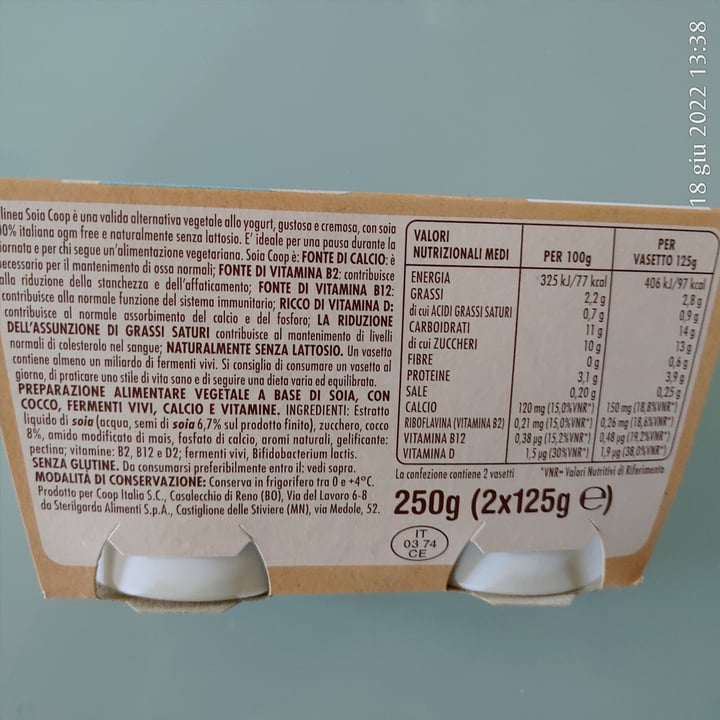 linea Soia Coop è una valida alternativa vegetale allo yogurt, gustosa e cremosa, con soia
00% italiana ogm free e naturalmente senza lattosio. E' ideale per una pausa durante la
iornata e per chi segue un'alimentazione vegetariana. Soia Coop è: FONTE DI CALCIO: è
ecessario per il mantenimento di ossa normali; FONTE DI VITAMINA B2: contribuisce
alla riduzione della stanchezza e dell'affaticamento; FONTE DI VITAMINA B12:
contribuisce alla normale funzione del sistema immunitario; RICCO DI VITAMINA D:
contribuisce al normale assorbimento del calcio e del fosforo; LA RIDUZIONE
DELL'ASSUNZIONE DI GRASSI SATURI contribuisce al mantenimento di livelli
normali di colesterolo nel sangue; NATURALMENTE SENZA LATTOSIO. Un vasetto
contiene almeno un miliardo di fermenti vivi. Si consiglia di consumare un vasetto al
giorno, di praticare uno stile di vita sano e di seguire una dieta varia ed equilibrata.
PREPARAZIONE ALIMENTARE VEGETALE A BASE DI SOIA, CON
COCCO, FERMENTI VIVI, CALCIO E VITAMINE. INGREDIENTI: Estratto
liquido di soia (acqua, semi di soia 6,7% sul prodotto finito), zucchero, cocco
8%, amido modificato di mais, fosfato di calcio, aromi naturali, gelificante:
pectina; vitamine: B2, B12 e D2; fermenti vivi, Bifidobacterium lactis.
SENZA GLUTINE. Da consumarsi preferibilmente entro il: vedi sopra.
MODALITÀ DI CONSERVAZIONE: Conserva in frigorifero tra 0 e +4°C.
Prodotto per Coop Italia S.C., Casalecchio di Reno (BO), Via del Lavoro 6-8
da Sterilgarda Alimenti S.p.A., Castiglione delle Stiviere (MN), via Medole, 52.
VALORI NUTRIZIONALI MEDI PER 100g PER VASETTO 125g
ENERGIA 325 kJ/77 kcal 406 kJ/97 kcal
GRASSI 2,2 g 2,8 g
di cui ACIDI GRASSI SATURI 0,7 g 0,9 g
CARBOIDRATI 11 g 14 g
di cui ZUCCHERI 10 g 13 g
FIBRE 0 g 0,6 g
PROTEINE 3,1 g 3,9 g
SALE 0,20 g 0,25 g
CALCIO 120 mg (15,0%VNR*) 150 mg (18,8%VNR*)
RIBOFLAVINA (VITAMINA B2) 0,21 mg (15,0%VNR*) 0,26 mg (18,6%VNR*)
VITAMINA B12 0,38 µg (15,2%VNR*) 0,48 µg (19,2%VNR*)
VITAMINA D 1,5 µg (30%VNR*) 1,9 µg (38,0%VNR*)
La confezione contiene 2 vasetti *VNR= Valori Nutritivi di Riferimento
250g (2x125g e)
IT
03 74
CE
18 giu 2022 13:38